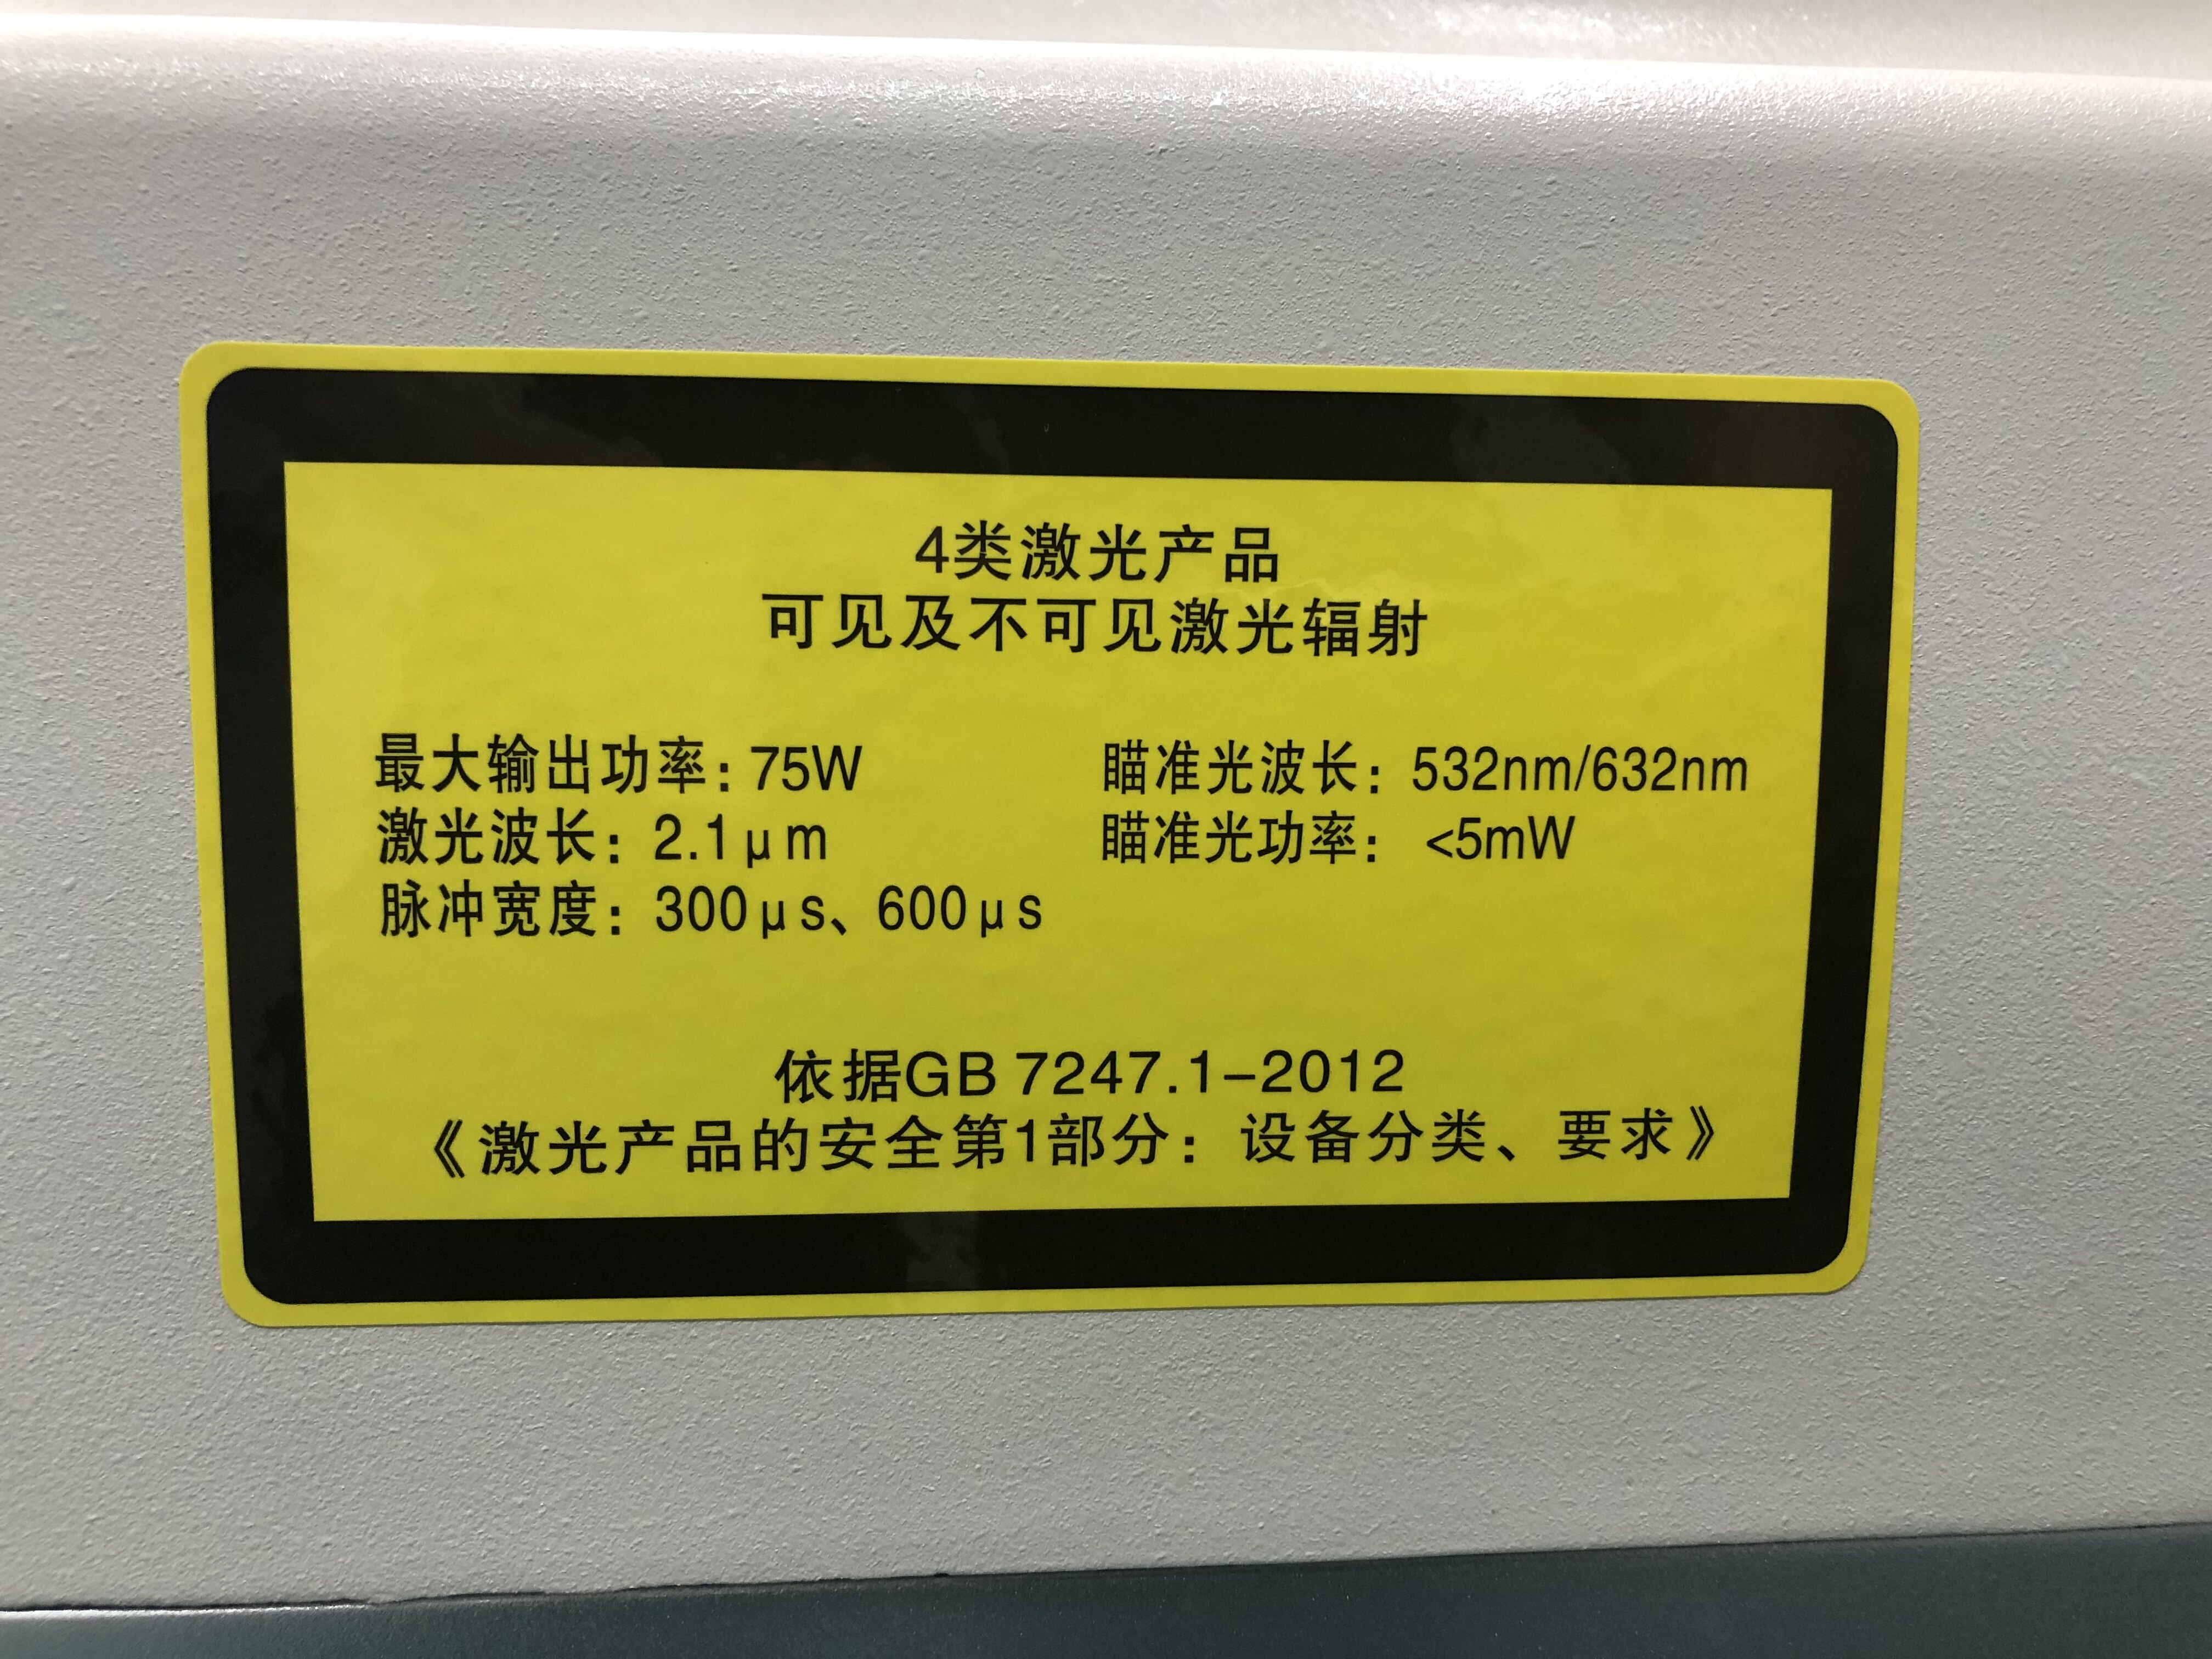 4类激光产品
可见及不可见激光辐射
最大输出功率：75W
激光波长：2.1μm
脉冲宽度：300μs、600μs
瞄准光波长：532nm/632nm
瞄准光功率：<5mW
依据GB 7247.1-2012
《激光产品的安全第1部分：设备分类、要求》